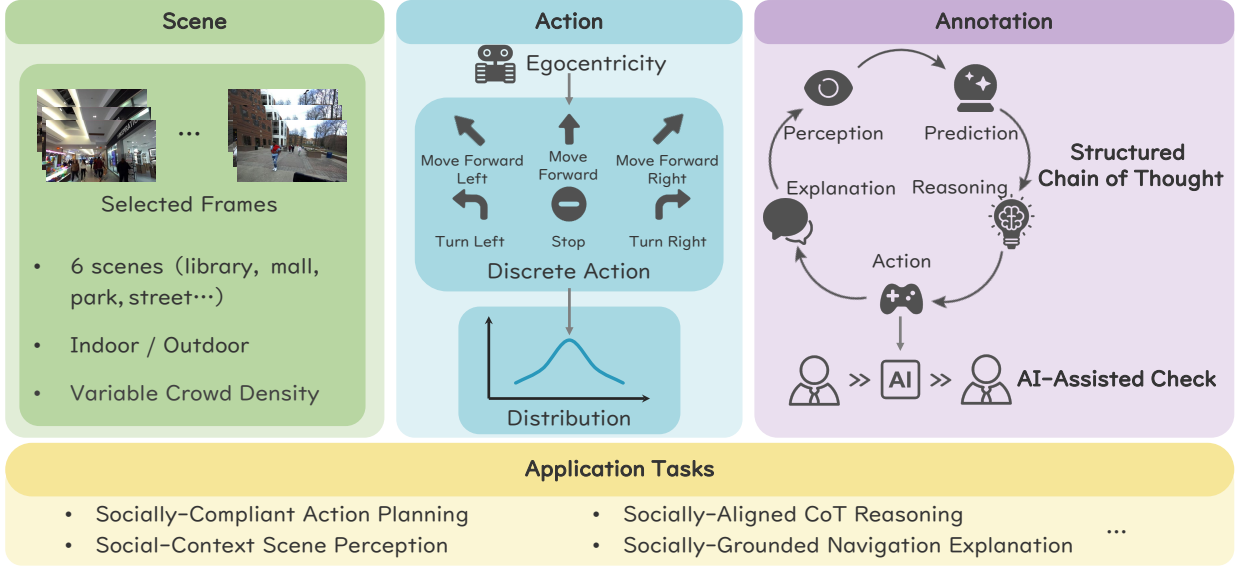 Scene
Selected Frames
• 6 scenes (library, mall,
park, street…)
• Indoor / Outdoor
• Variable Crowd Density
Action
Egocentricity
Move Forward
Left
Move
Forward
Move Forward
Right
Turn Left
Stop
Turn Right
Discrete Action
Distribution
Annotation
Perception
Prediction
Explanation
Reasoning
Action
Structured
Chain of Thought
AI
AI-Assisted Check
Application Tasks
• Socially-Compliant Action Planning
• Social-Context Scene Perception
• Socially-Aligned CoT Reasoning
• Socially-Grounded Navigation Explanation
…